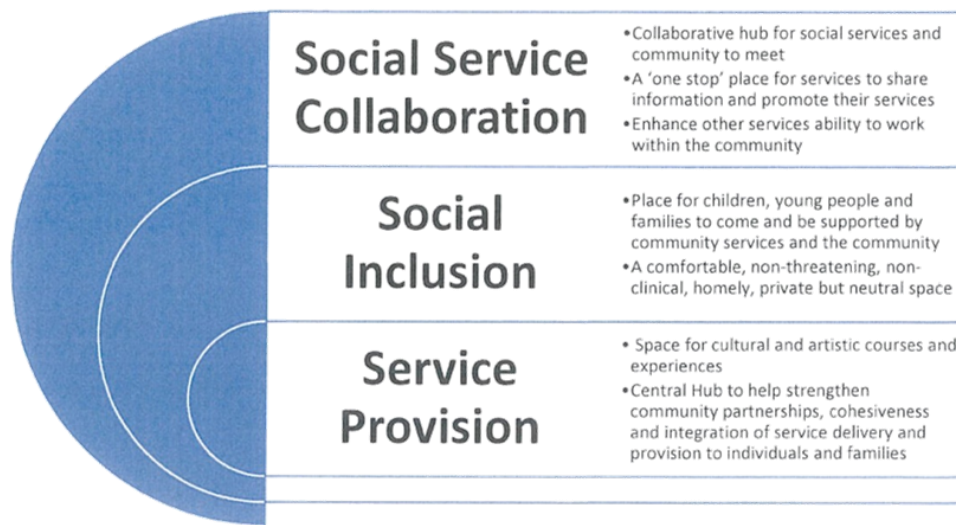 Social Service
Collaboration
•Collaborative hub for social services and
community to meet
•A 'one stop' place for services to share
information and promote their services
•Enhance other services ability to work
within the community
Social
Inclusion
•Place for children, young people and
families to come and be supported by
community services and the community
•A comfortable, non-threatening, non-
clinical, homely, private but neutral space
Service
Provision
• Space for cultural and artistic courses and
experiences
•Central Hub to help strengthen
community partnerships, cohesiveness
and integration of service delivery and
provision to individuals and families